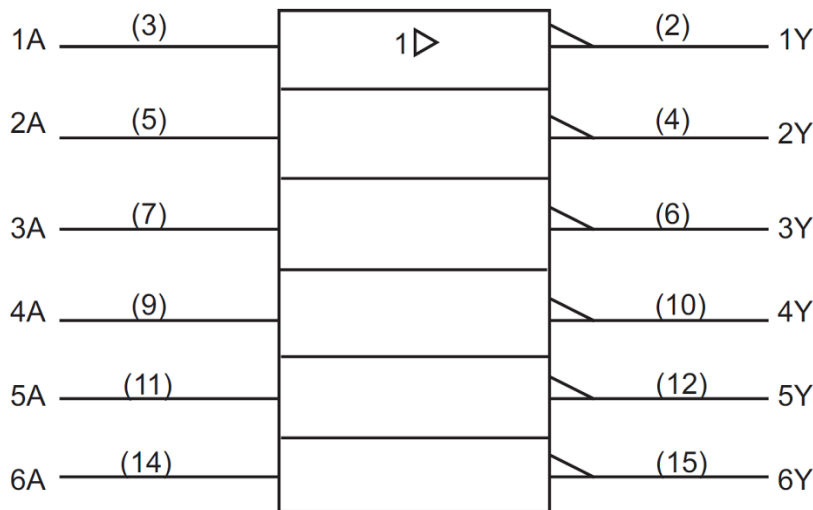 1A (3) 1▷ (2) 1Y
2A (5) (4) 2Y
3A (7) (6) 3Y
4A (9) (10) 4Y
5A (11) (12) 5Y
6A (14) (15) 6Y